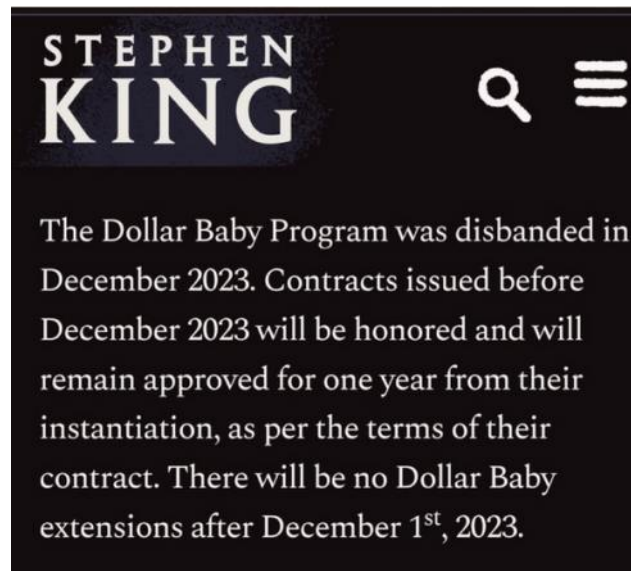 STEPHEN
KING
The Dollar Baby Program was disbanded in
December 2023. Contracts issued before
December 2023 will be honored and will
remain approved for one year from their
instantiation, as per the terms of their
contract. There will be no Dollar Baby
extensions after December 1st, 2023.